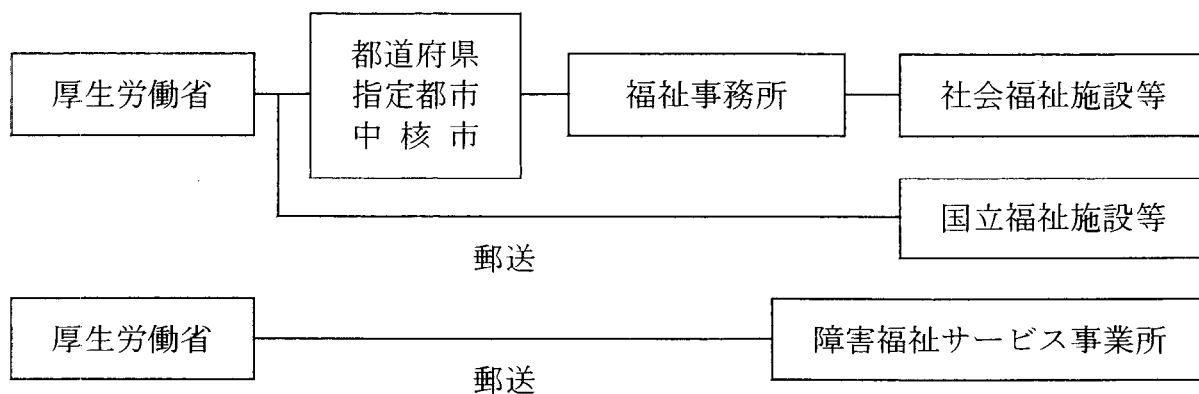 厚生労働省
都道府県
指定都市
中核市
福祉事務所
社会福祉施設等
国立福祉施設等
郵送
厚生労働省
障害福祉サービス事業所
郵送